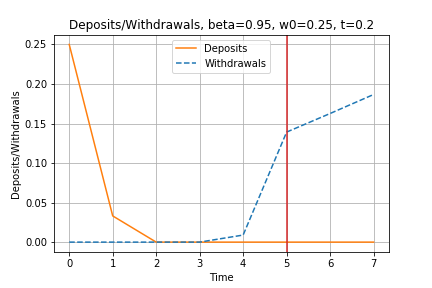 Deposits/Withdrawals, beta=0.95, w0=0.25, t=0.2
Deposits
Withdrawals
Deposits/Withdrawals
0.25
0.20
0.15
0.10
0.05
0.00
0 1 2 3 4 5 6 7
Time